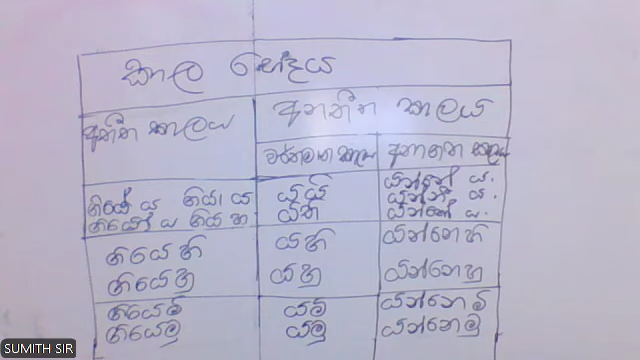 කාල භේදය
අතීත කාලය
අනතීත කාලය
වර්තමාන කාලය
අනාගත කාලය
ගියේ ය ගියා ය
ගියෝ ය ගිය හ
යයි
යති
යන්නේ ය.
යන්නී ය.
යන්නෝ ය.
ගියෙහි
ගියෙහු
යහි
යහු
යන්නෙහි
යන්නෙහු
ගියෙමි
ගියෙමු
යමි
යමු
යන්නෙමි
යන්නෙමු
SUMITH SIR